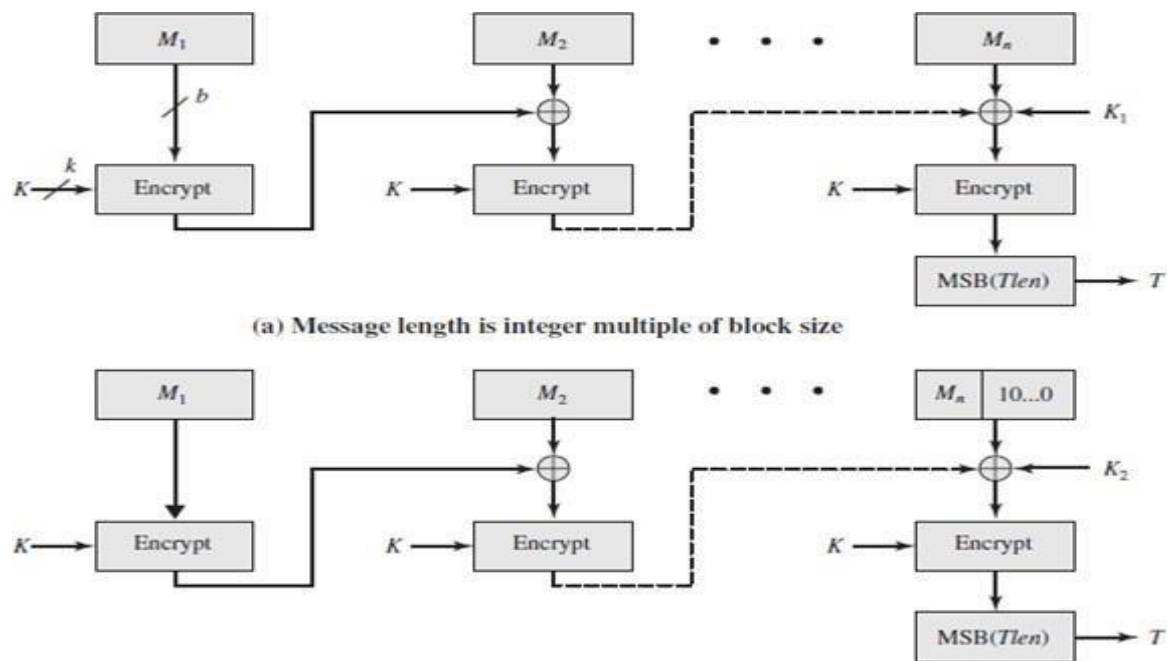 M₁ M₂ • • • Mₙ
b
K₁
k
K Encrypt K Encrypt K Encrypt
MSB(Tlen) T
(a) Message length is integer multiple of block size
M₁ M₂ • • • Mₙ 10...0
K₂
K Encrypt K Encrypt K Encrypt
MSB(Tlen) T